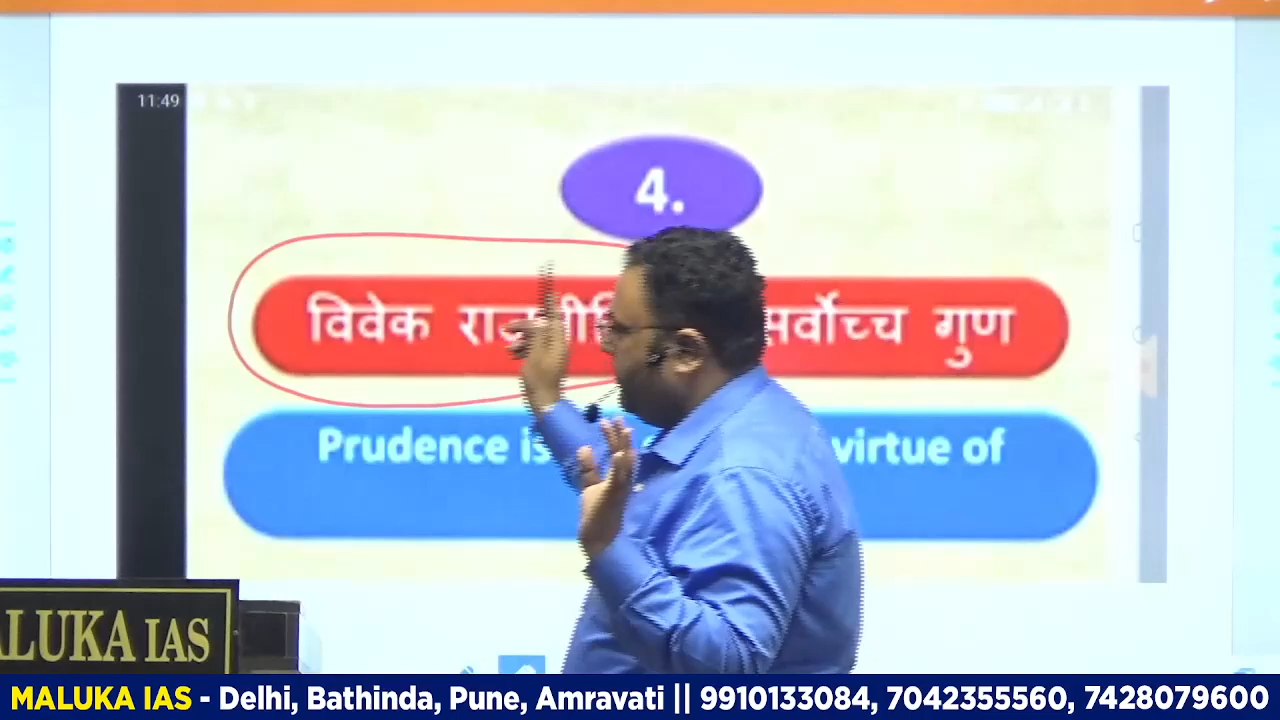 11:49
4.
विवेक सर्वोच्च गुण
Prudence is virtue of
MALUKA IAS
MALUKA IAS - Delhi, Bathinda, Pune, Amravati || 9910133084, 7042355560, 7428079600